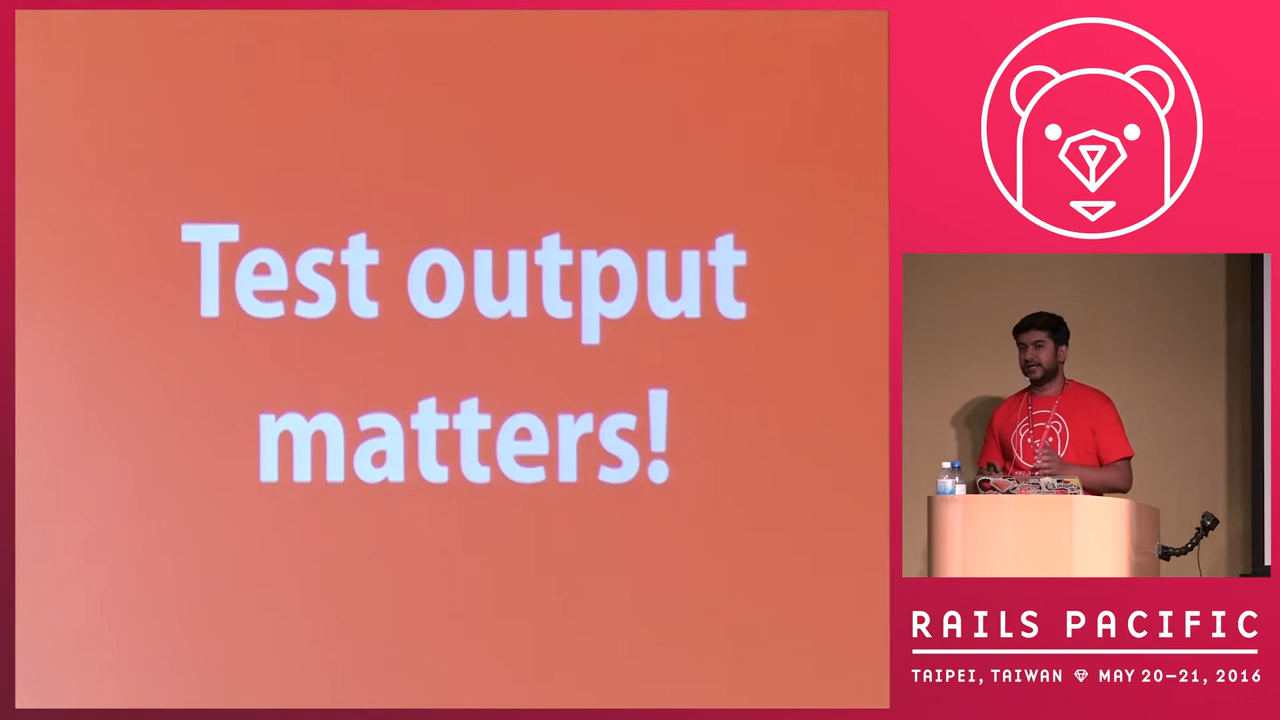 Test output
matters!
RAILS PACIFIC
TAIPEI, TAIWAN MAY 20–21, 2016